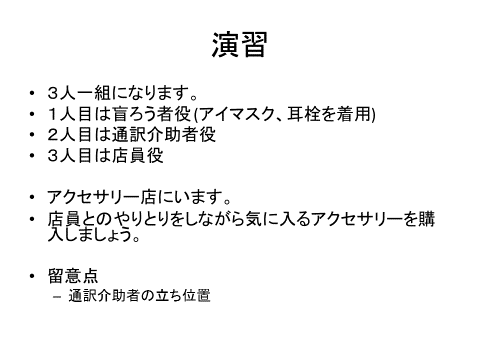 演習
• ３人一組になります。
• １人目は盲ろう者役(アイマスク、耳栓を着用)
• ２人目は通訳介助者役
• ３人目は店員役
• アクセサリー店にいます。
• 店員とのやりとりをしながら気に入るアクセサリーを購
入しましょう。
• 留意点
– 通訳介助者の立ち位置